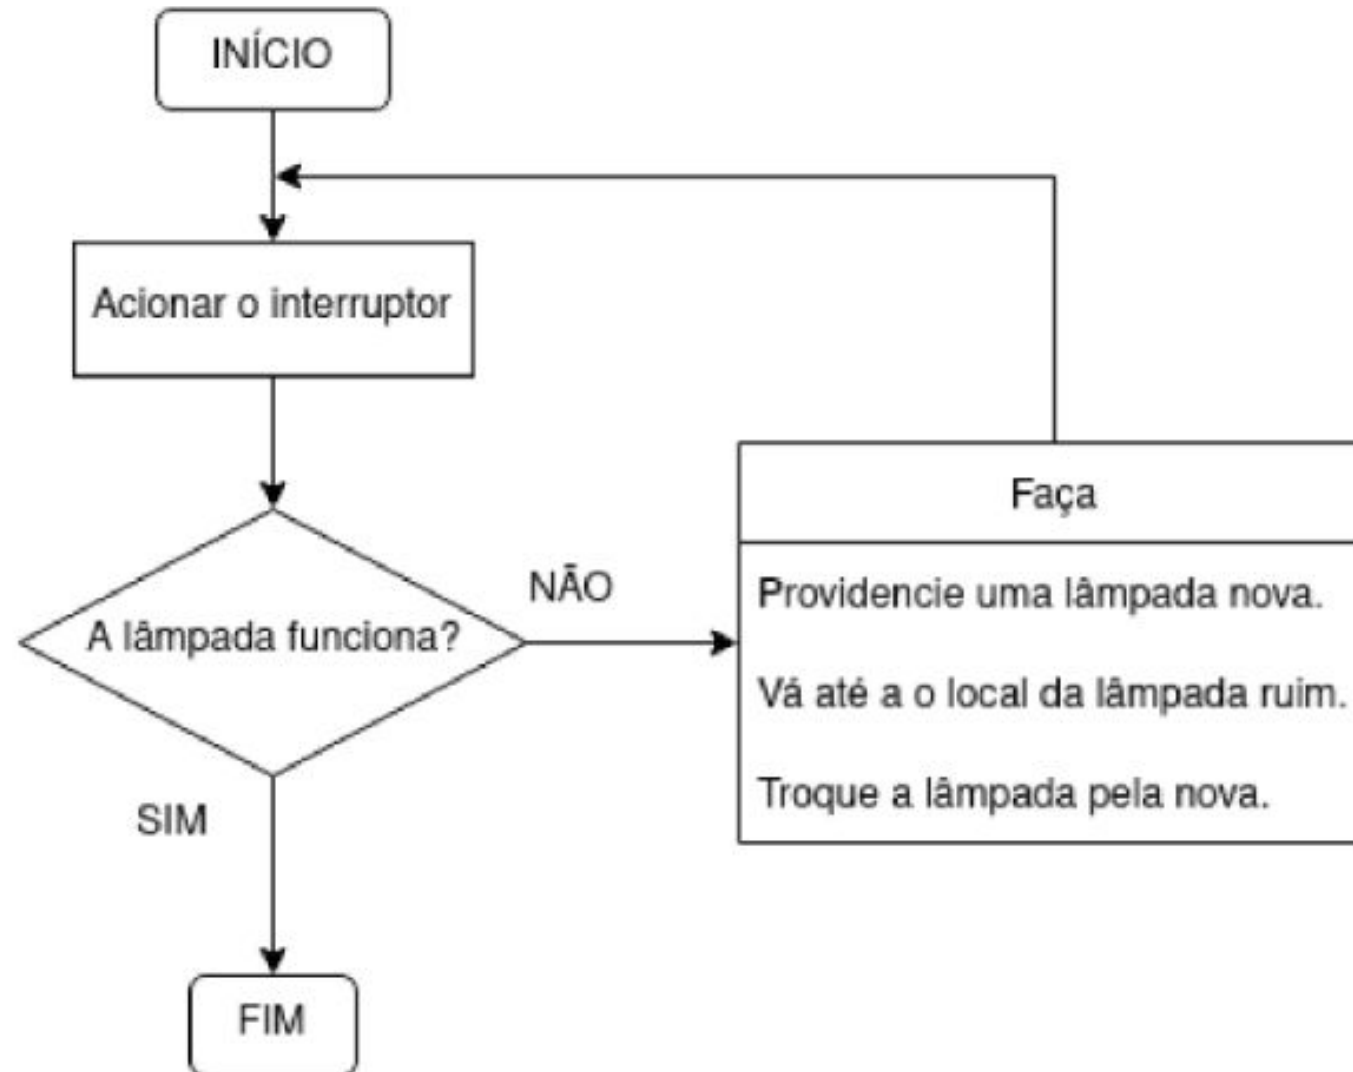 INÍCIO
Acionar o interruptor
A lâmpada funciona?
NÃO
SIM
Faça
Providencie uma lâmpada nova.
Vá até a o local da lâmpada ruim.
Troque a lâmpada pela nova.
FIM